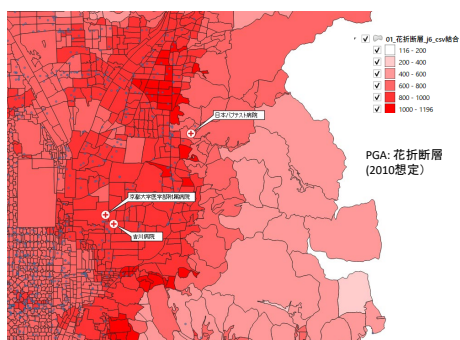 01_花折断層_j6_csv結合
116 - 200
200 - 400
400 - 600
600 - 800
800 - 1000
1000 - 1196
日本バプテスト病院
PGA: 花折断層
(2010想定）
京都大学医学部附属病院
吉川病院